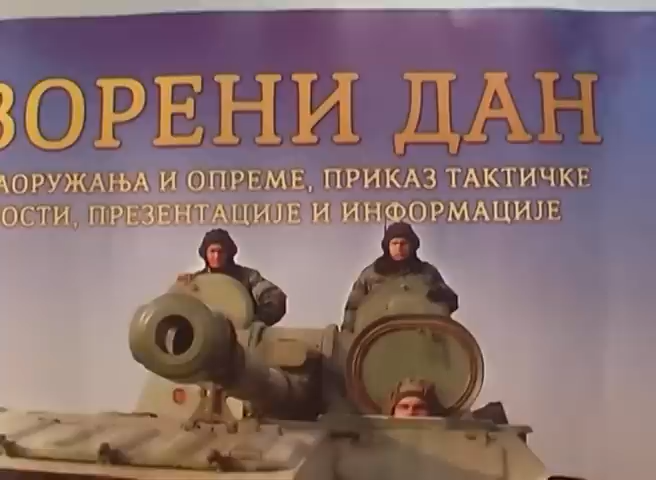 ВОРЕНИ ДАН
АОРУЖАЊА И ОПРЕМЕ, ПРИКАЗ ТАКТИЧКЕ
ОСТИ, ПРЕЗЕНТАЦИЈЕ И ИНФОРМАЦИЈЕ